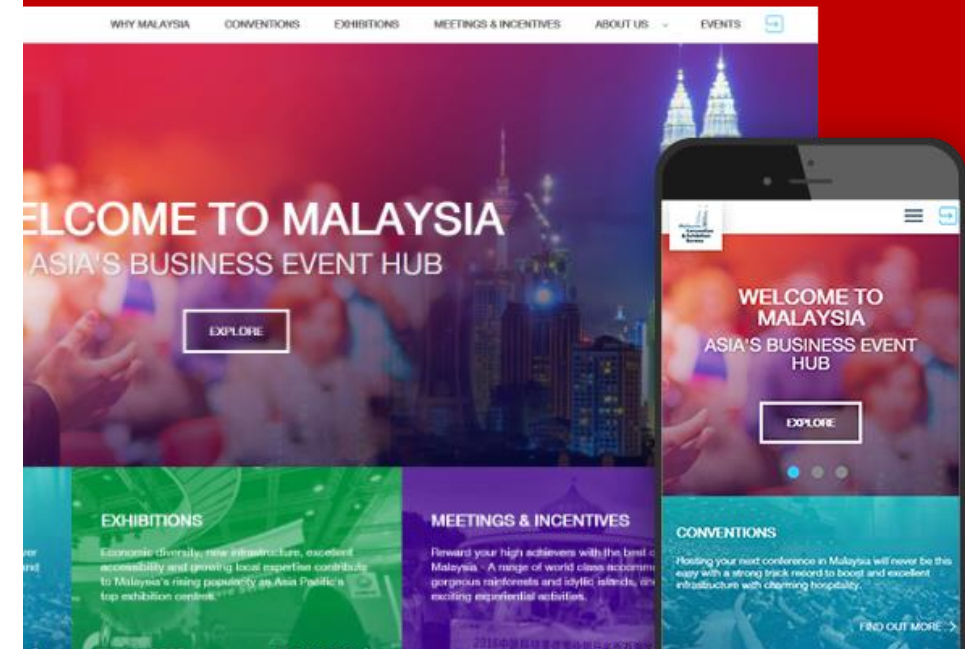 WHY MALAYSIA CONVENTIONS EXHIBITIONS MEETINGS & INCENTIVES ABOUT US EVENTS
ELCOME TO MALAYSIA
ASIA'S BUSINESS EVENT HUB
EXPLORE
EXHIBITIONS
Economic diversity, new infrastructure, excellent
accessibility and growing local expertise contribute
to Malaysia's rising popularity as Asia Pacific's
top exhibition centres.
MEETINGS & INCENTIVES
Reward your high achievers with the best o
Malaysia - A range of world class accomm
gorgeous rainforests and idyllic islands, and
exciting experiential activities.
Malaysia
Convention
& Exhibition
Bureau
WELCOME TO
MALAYSIA
ASIA'S BUSINESS EVENT
HUB
EXPLORE
CONVENTIONS
Hosting your next conference in Malaysia will never be this
easy with a strong track record to boost and excellent
infrastructure with charming hospitality.
FIND OUT MORE